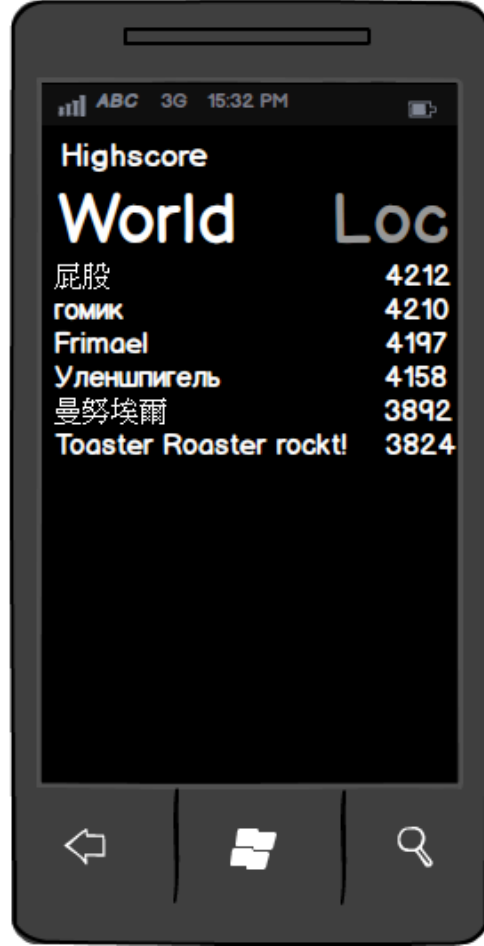 ABC 3G 15:32 PM
Highscore
World Loc
屁股 4212
гомик 4210
Frimael 4197
Уленшпигель 4158
曼努埃爾 3892
Toaster Roaster rockt! 3824